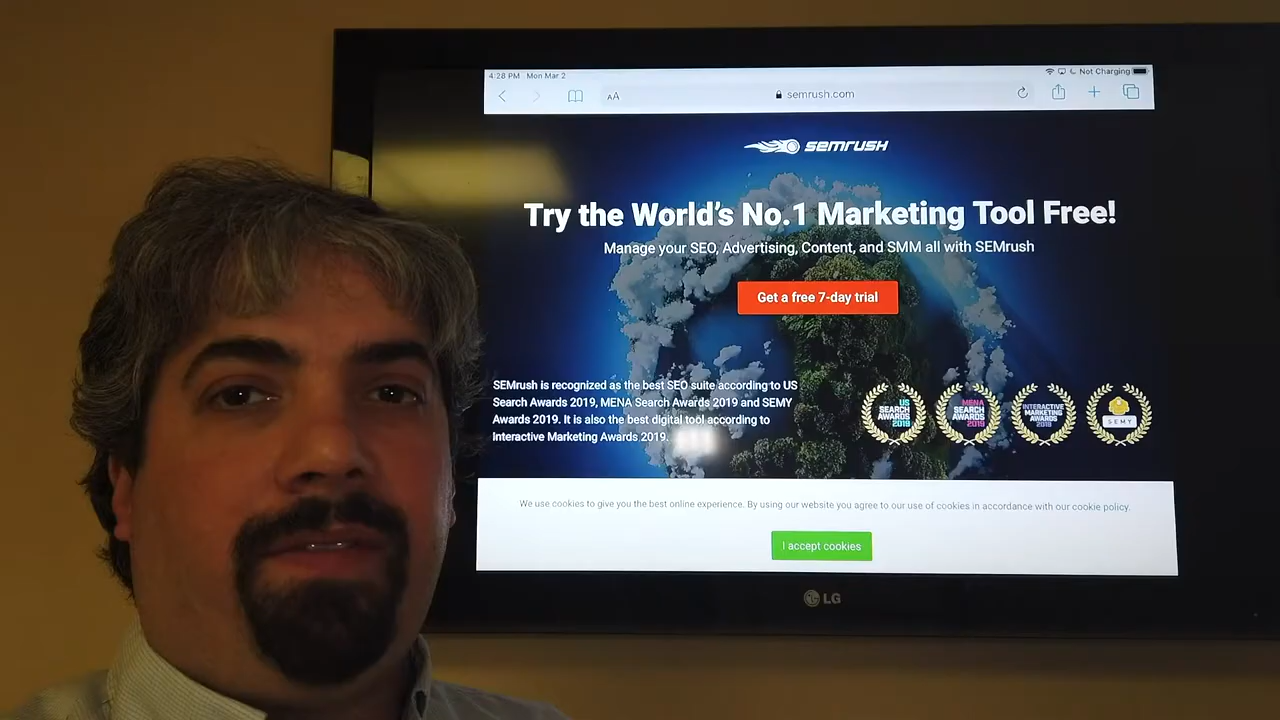 4:28 PM Mon Mar 2
Not Charging
AA
semrush.com
semrush
Try the World's No.1 Marketing Tool Free!
Manage your SEO, Advertising, Content, and SMM all with SEMrush
Get a free 7-day trial
SEMrush is recognized as the best SEO suite according to US
Search Awards 2019, MENA Search Awards 2019 and SEMY
Awards 2019. It is also the best digital tool according to
Interactive Marketing Awards 2019.
US
SEARCH
AWARDS
2019
MENA
SEARCH
AWARDS
2019
INTERACTIVE
MARKETING
AWARDS
2019
SEMY
We use cookies to give you the best online experience. By using our website you agree to our use of cookies in accordance with our cookie policy.
I accept cookies
LG